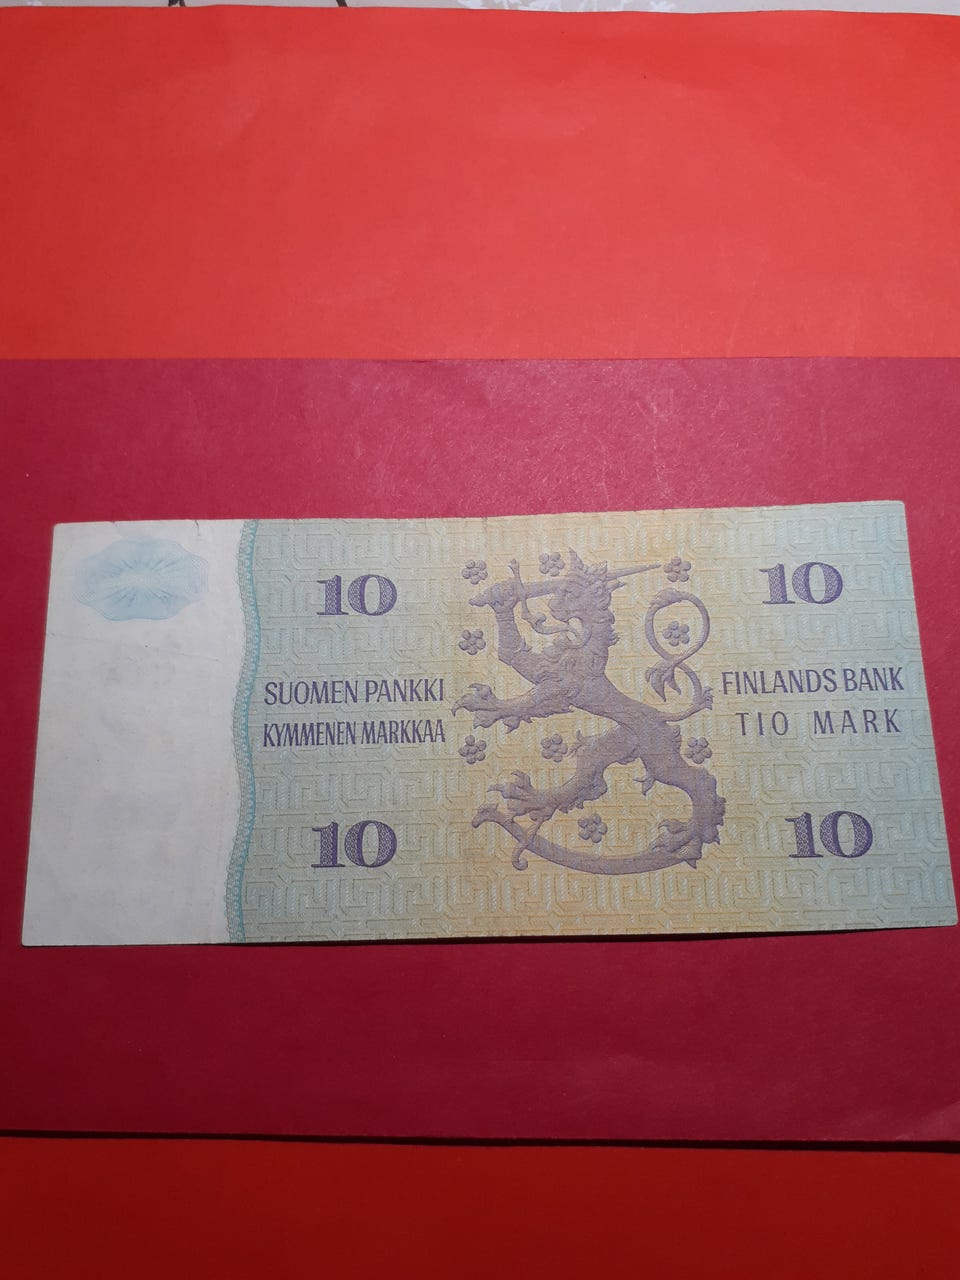 10
10
SUOMEN PANKKI
KYMMENEN MARKKAA
FINLANDS BANK
TIO MARK
10
10